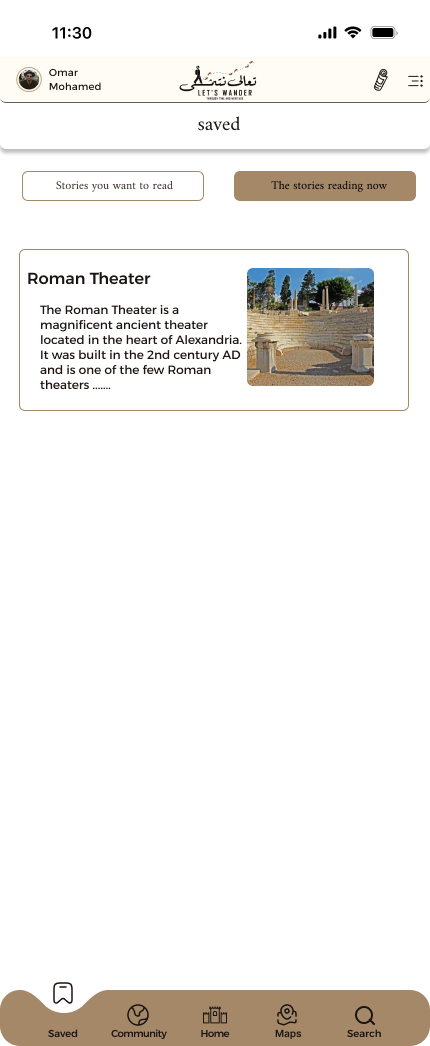 11:30
Omar
Mohamed
تعالى نتمشى
LET'S WANDER
saved
Stories you want to read
The stories reading now
Roman Theater
The Roman Theater is a
magnificent ancient theater
located in the heart of Alexandria.
It was built in the 2nd century AD
and is one of the few Roman
theaters ......
Saved
Community
Home
Maps
Search